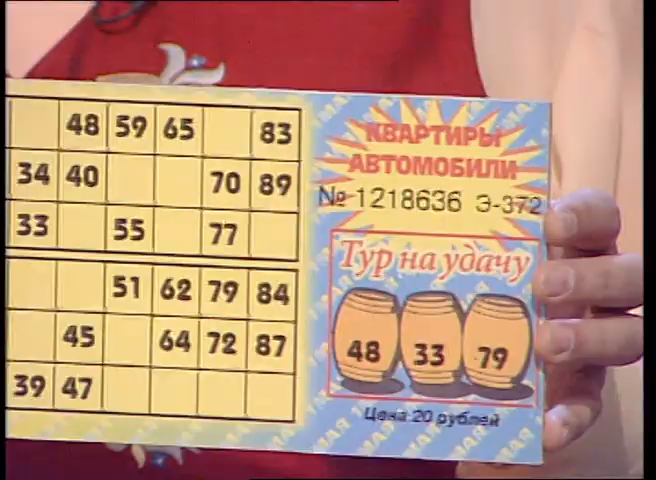 48 59 65 83
34 40 70 89
33 55 77
51 62 79 84
45 64 72 87
39 47
КВАРТИРЫ
АВТОМОБИЛИ
№ 1218636 Э-372
Тур на удачу
48 33 79
Цена 20 рублей